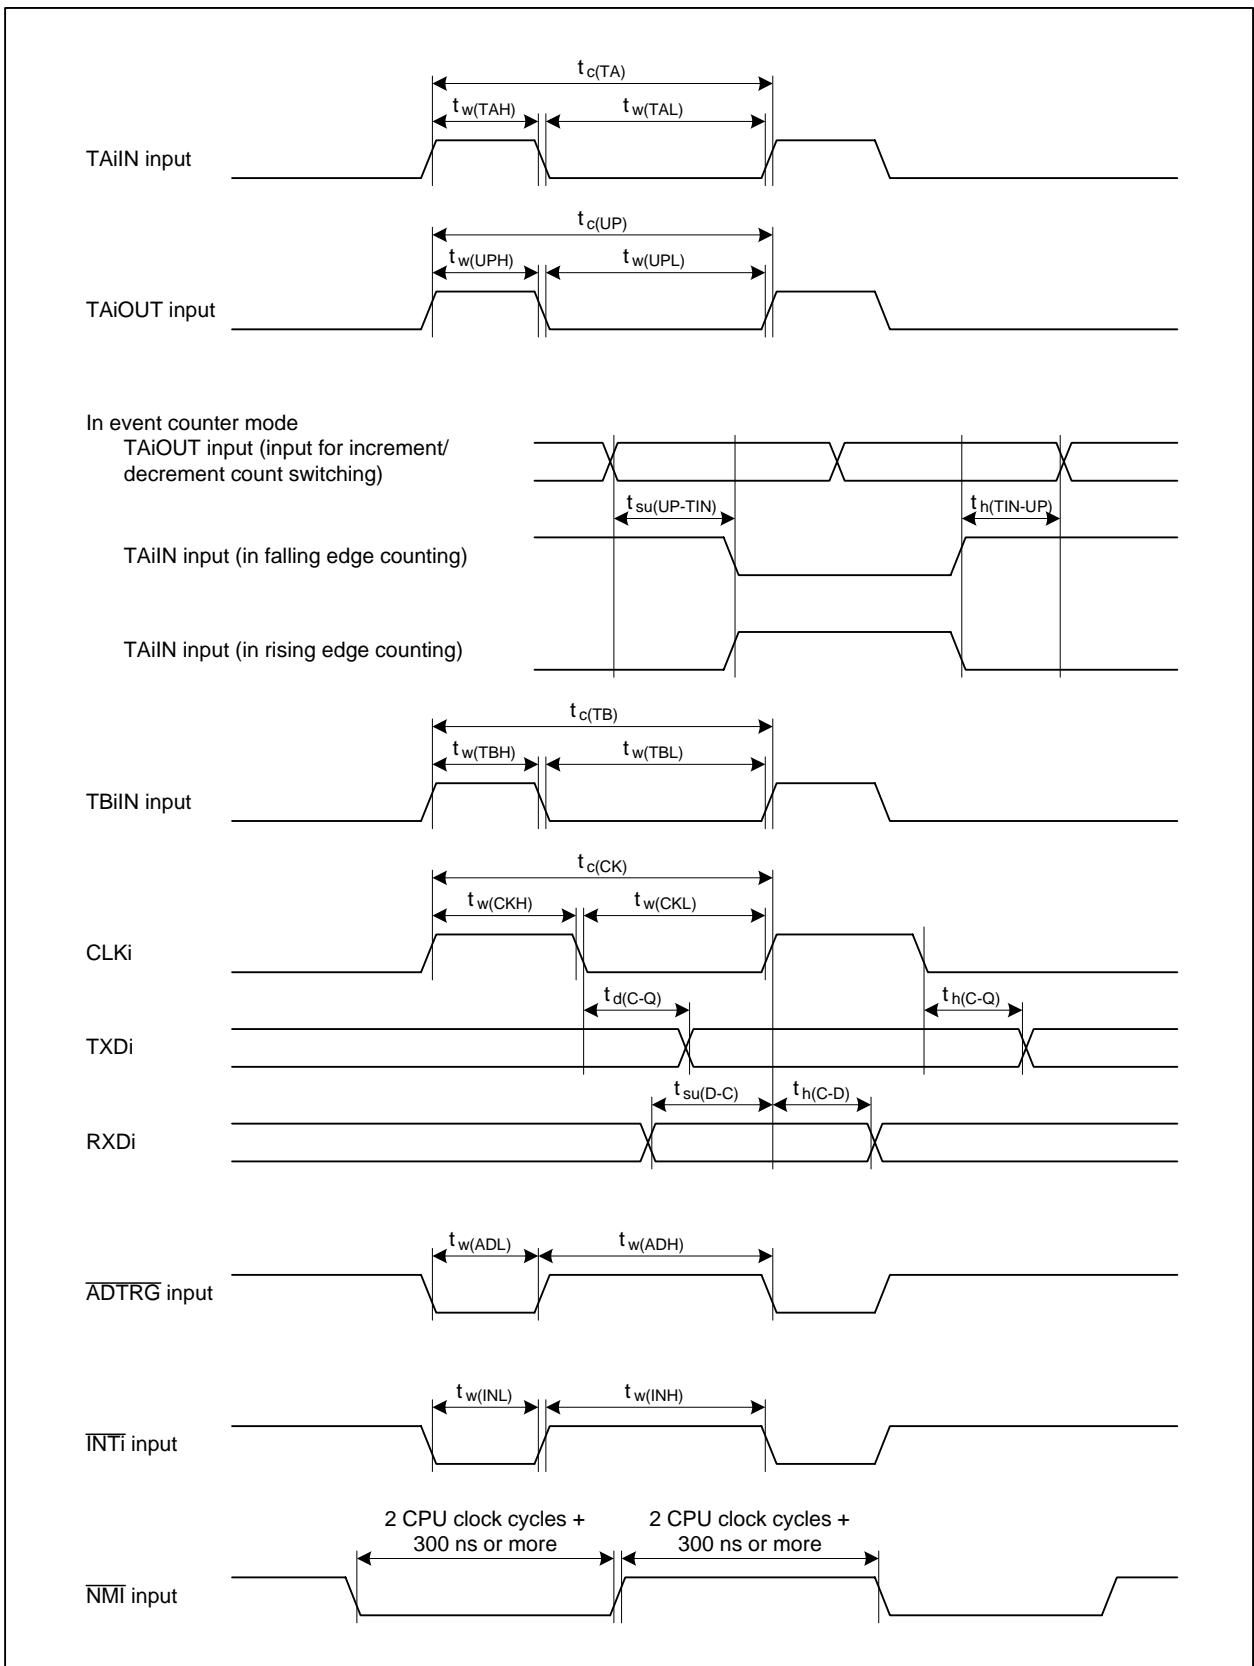 t c(TA)
t w(TAH) t w(TAL)
TAiIN input
t c(UP)
t w(UPH) t w(UPL)
TAiOUT input
In event counter mode
TAiOUT input (input for increment/
decrement count switching)
t su(UP-TIN) t h(TIN-UP)
TAiIN input (in falling edge counting)
TAiIN input (in rising edge counting)
t c(TB)
t w(TBH) t w(TBL)
TBiIN input
t c(CK)
t w(CKH) t w(CKL)
CLKi
t d(C-Q) t h(C-Q)
TXDi
t su(D-C) t h(C-D)
RXDi
t w(ADL) t w(ADH)
ADTRG input
t w(INL) t w(INH)
INTi input
2 CPU clock cycles + 2 CPU clock cycles +
300 ns or more 300 ns or more
NMI input